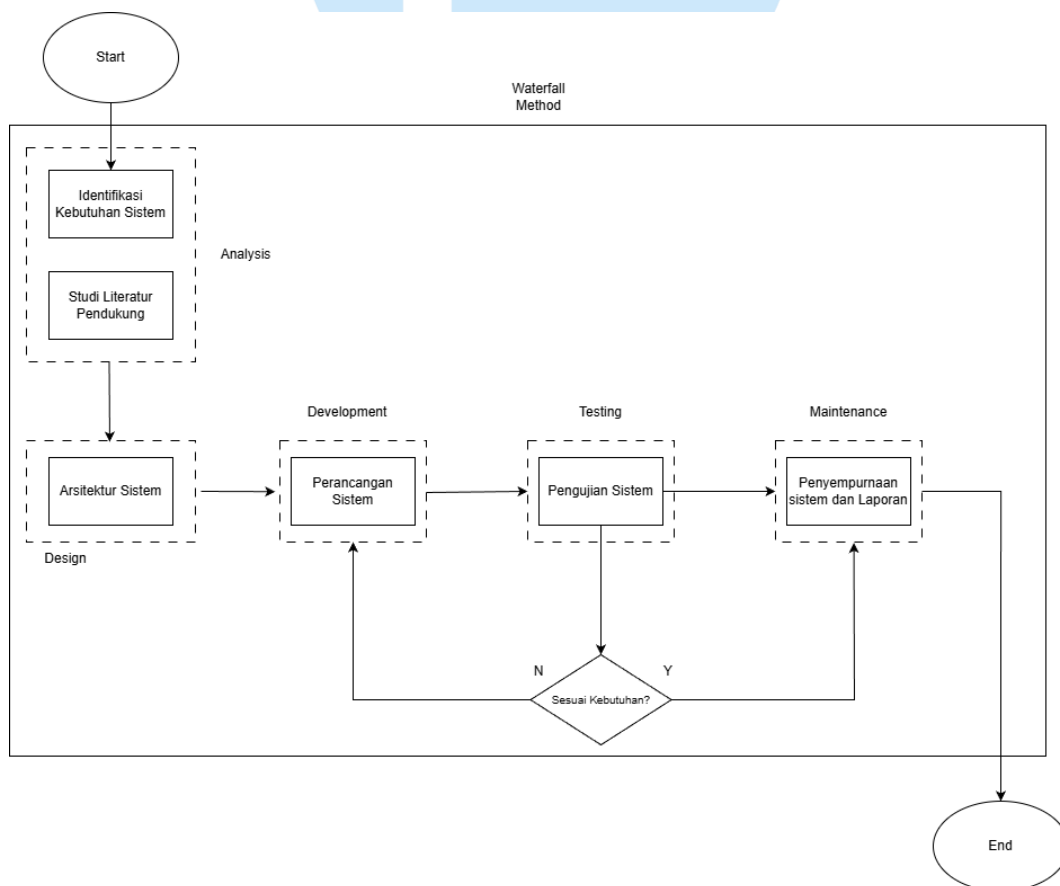 Start
Waterfall
Method
Identifikasi
Kebutuhan Sistem
Analysis
Studi Literatur
Pendukung
Development
Testing
Maintenance
Arsitektur Sistem
Perancangan
Sistem
Pengujian Sistem
Penyempurnaan
sistem dan Laporan
Design
N
Y
Sesuai Kebutuhan?
End